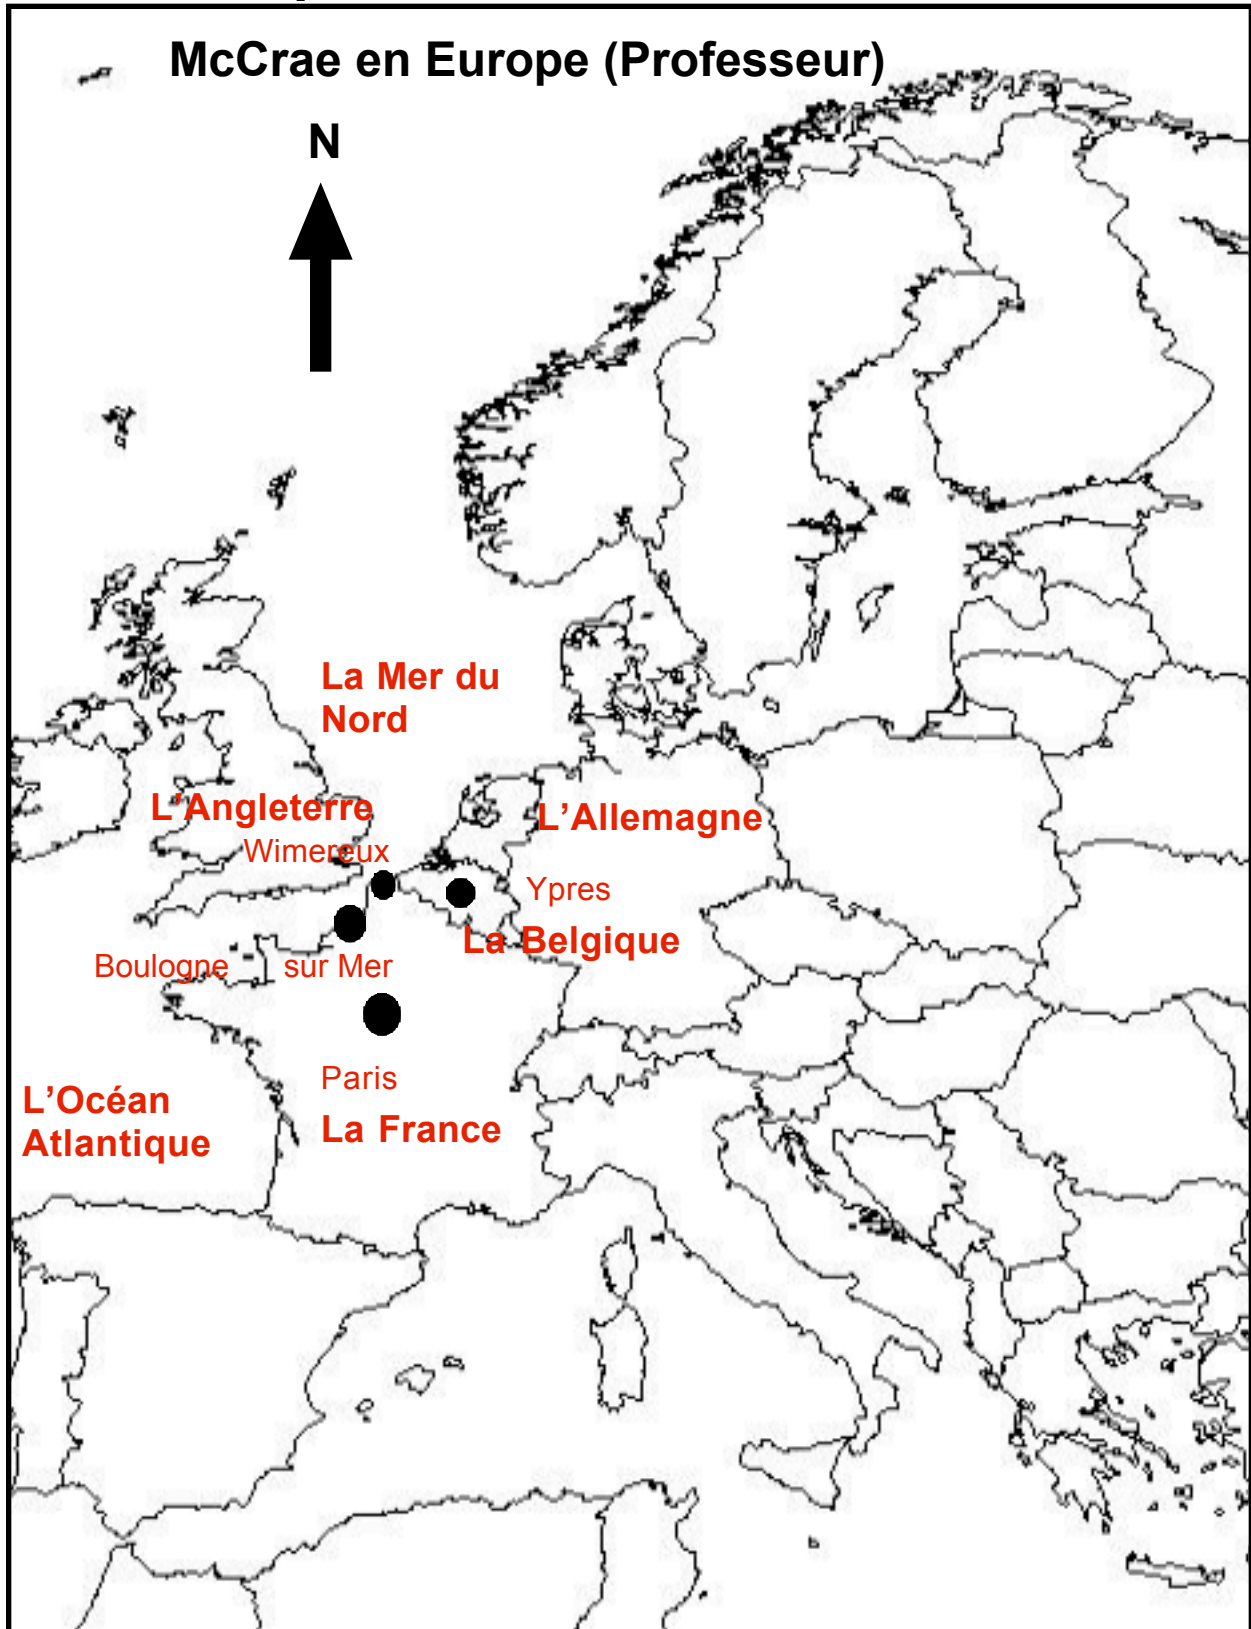 McCrae en Europe (Professeur)
N
La Mer du
Nord
L'Angleterre
L'Allemagne
Wimereux
Ypres
La Belgique
Boulogne sur Mer
Paris
L'Océan
Atlantique
La France